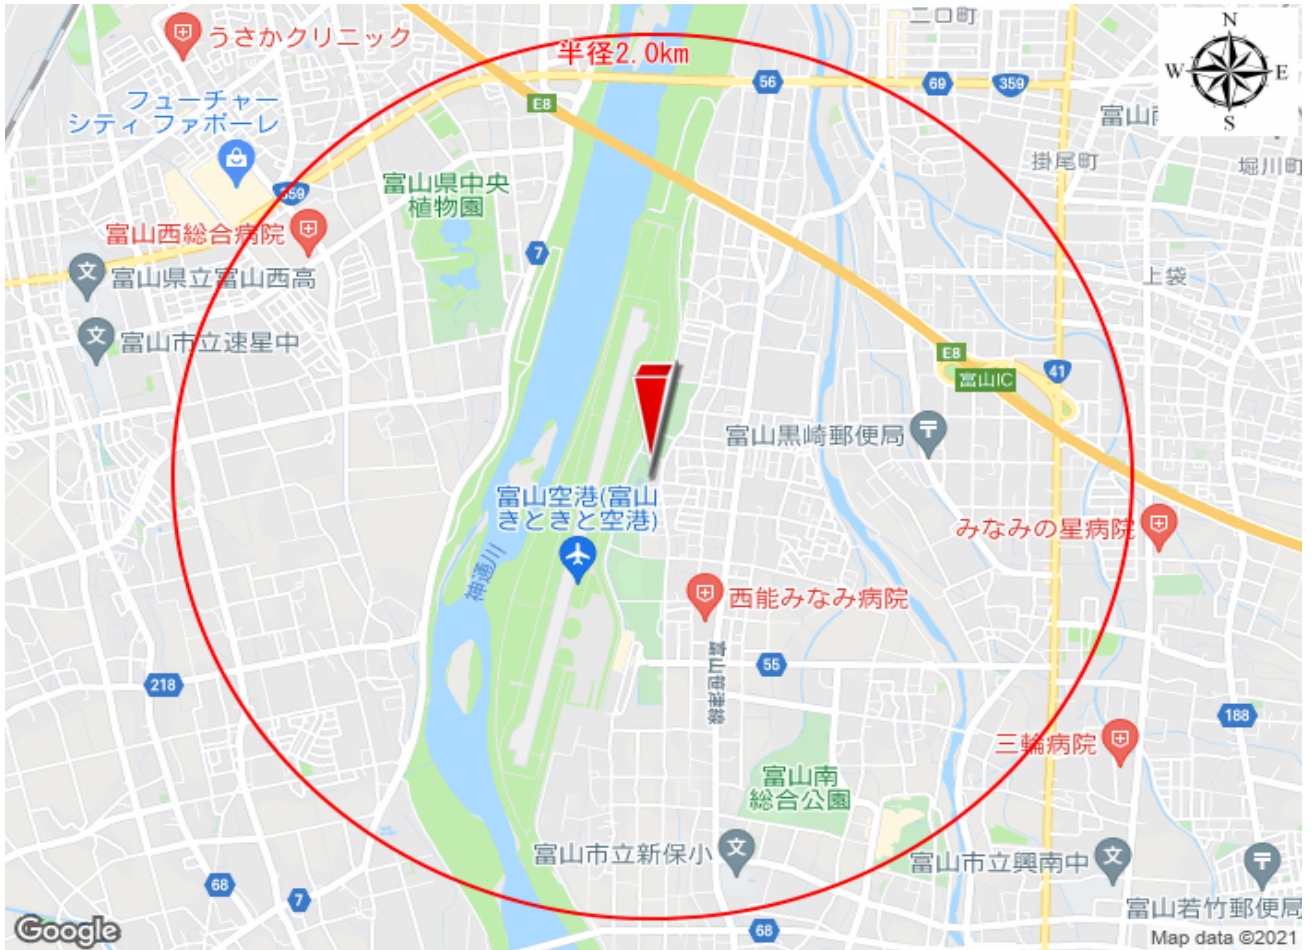 うさかクリニック
半径2.0km
二口町
N
W
E
S
56
69
359
E8
フューチャー
シティ ファボーレ
富山
掛尾町
堀川町
359
富山県中央
植物園
富山西総合病院
7
富山県立富山西高
上袋
富山市立速星中
E8
富山IC
41
富山黒崎郵便局
富山空港(富山
きときと空港)
みなみの星病院
神通川
西能みなみ病院
富山笹津線
55
218
188
三輪病院
富山南
総合公園
富山市立新保小
富山市立興南中
68
7
富山若竹郵便局
68
Google
Map data ©2021